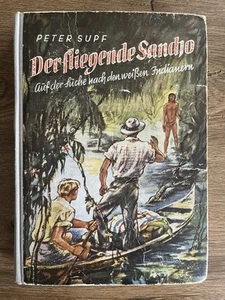 PETER SUPF
Der fliegende Sancho
Auf der Suche nach den weißen Indianern